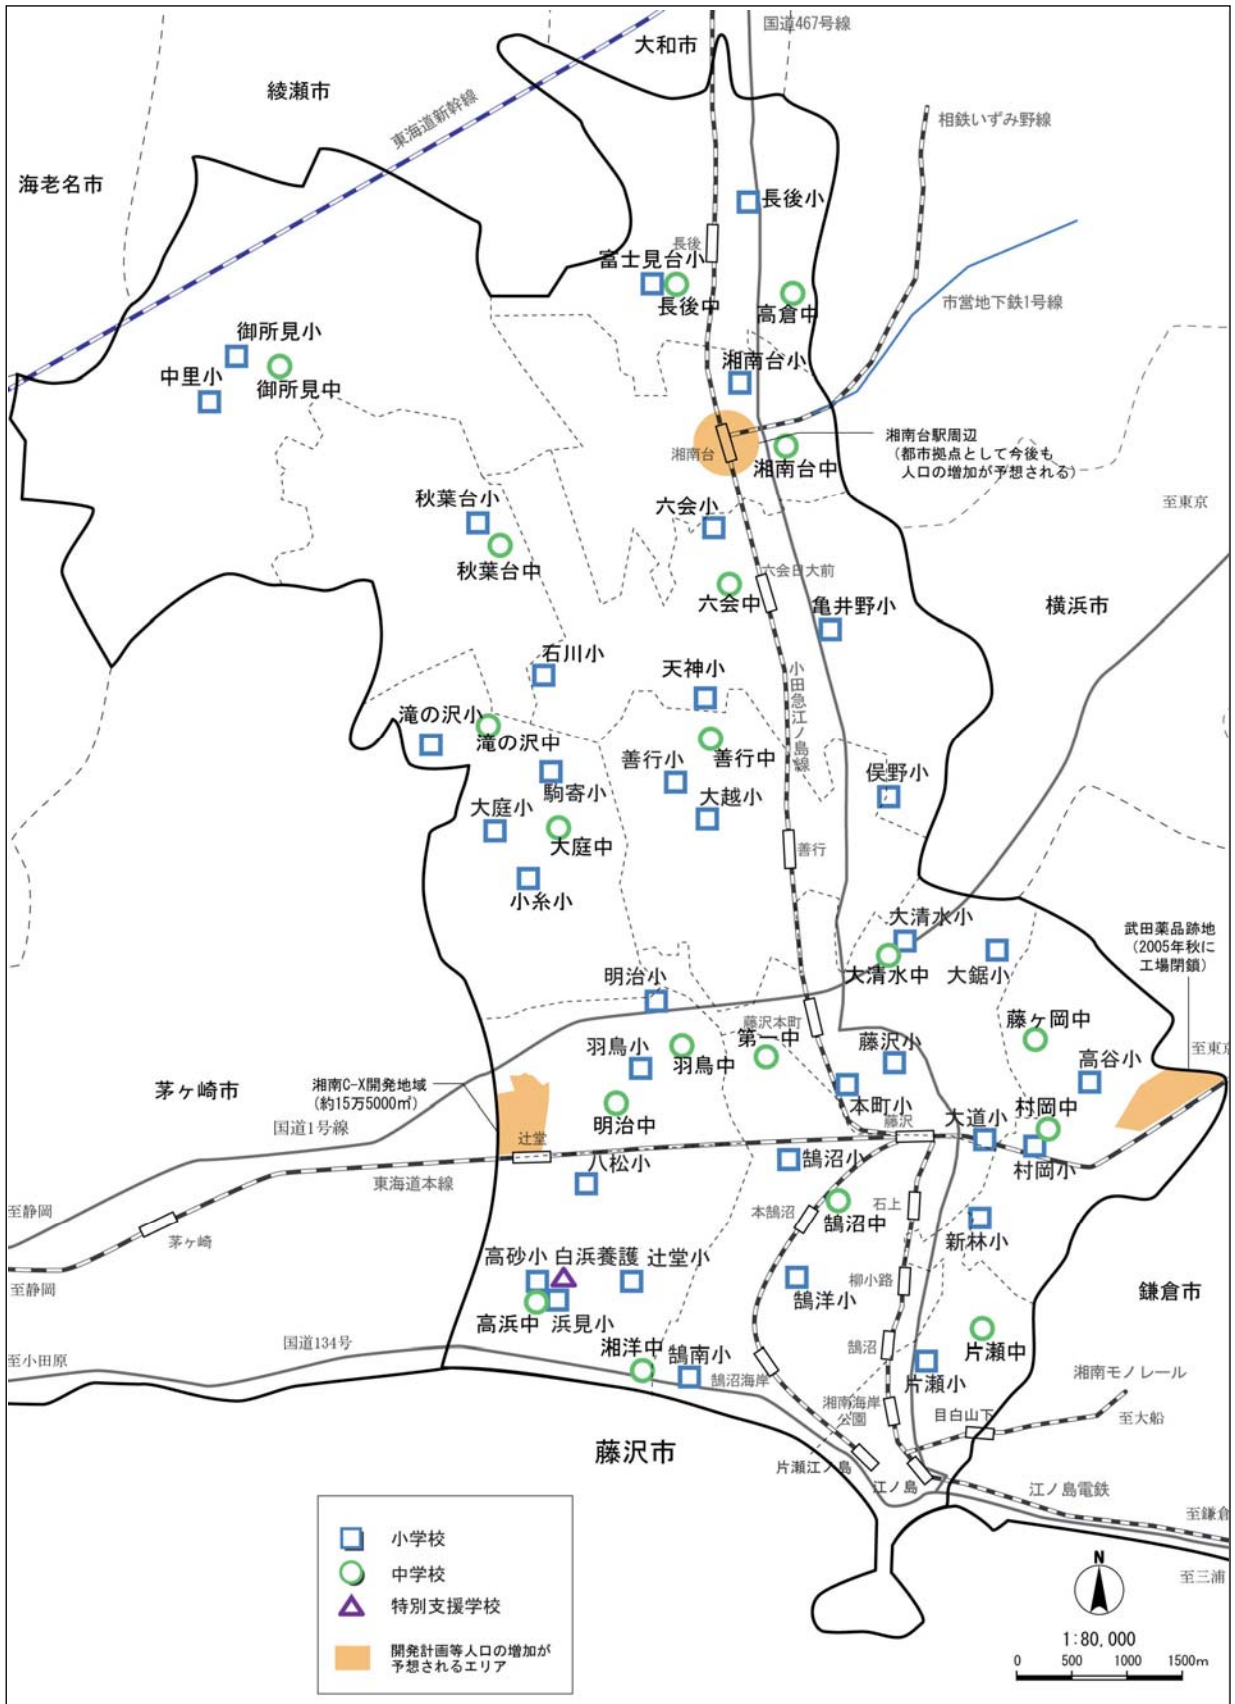 国道467号線
大和市
綾瀬市
東海道新幹線
相鉄いずみ野線
海老名市
長後小
長後
富士見台小
長後中
高倉中
市営地下鉄1号線
御所見小
中里小
御所見中
湘南台小
湘南台駅周辺
(都市拠点として今後も
人口の増加が予想される)
湘南台
湘南台中
秋葉台小
六会小
至東京
秋葉台中
六会日大前
六会中
亀井野小
横浜市
石川小
天神小
小田急江ノ島線
滝の沢小
滝の沢中
善行小
善行中
俣野小
駒寄小
大越小
大庭小
大庭中
善行
小糸小
大清水小
武田薬品跡地
(2005年秋に
工場閉鎖)
明治小
大清水中
大鋸小
藤沢本町
藤ヶ岡中
第一中
藤沢小
羽鳥小
羽鳥中
高谷小
至東京
茅ヶ崎市
湘南C-X開発地域
(約15万5000㎡)
本町小
大道小
村岡中
国道1号線
明治中
辻堂
藤沢
八松小
鵠沼小
村岡小
東海道本線
至静岡
本鵠沼
鵠沼中
石上
新林小
茅ヶ崎
高砂小
白浜養護
辻堂小
柳小路
至静岡
鵠洋小
鎌倉市
高浜中
浜見小
国道134号
湘洋中
鵠沼
片瀬中
至小田原
鵠南小
鵠沼海岸
片瀬小
湘南モノレール
湘南海岸
公園
目白山下
至大船
藤沢市
片瀬江ノ島
江ノ島
江ノ島電鉄
至鎌倉
小学校
中学校
特別支援学校
開発計画等人口の増加が
予想されるエリア
N
至三浦
1:80,000
0 500 1000 1500m